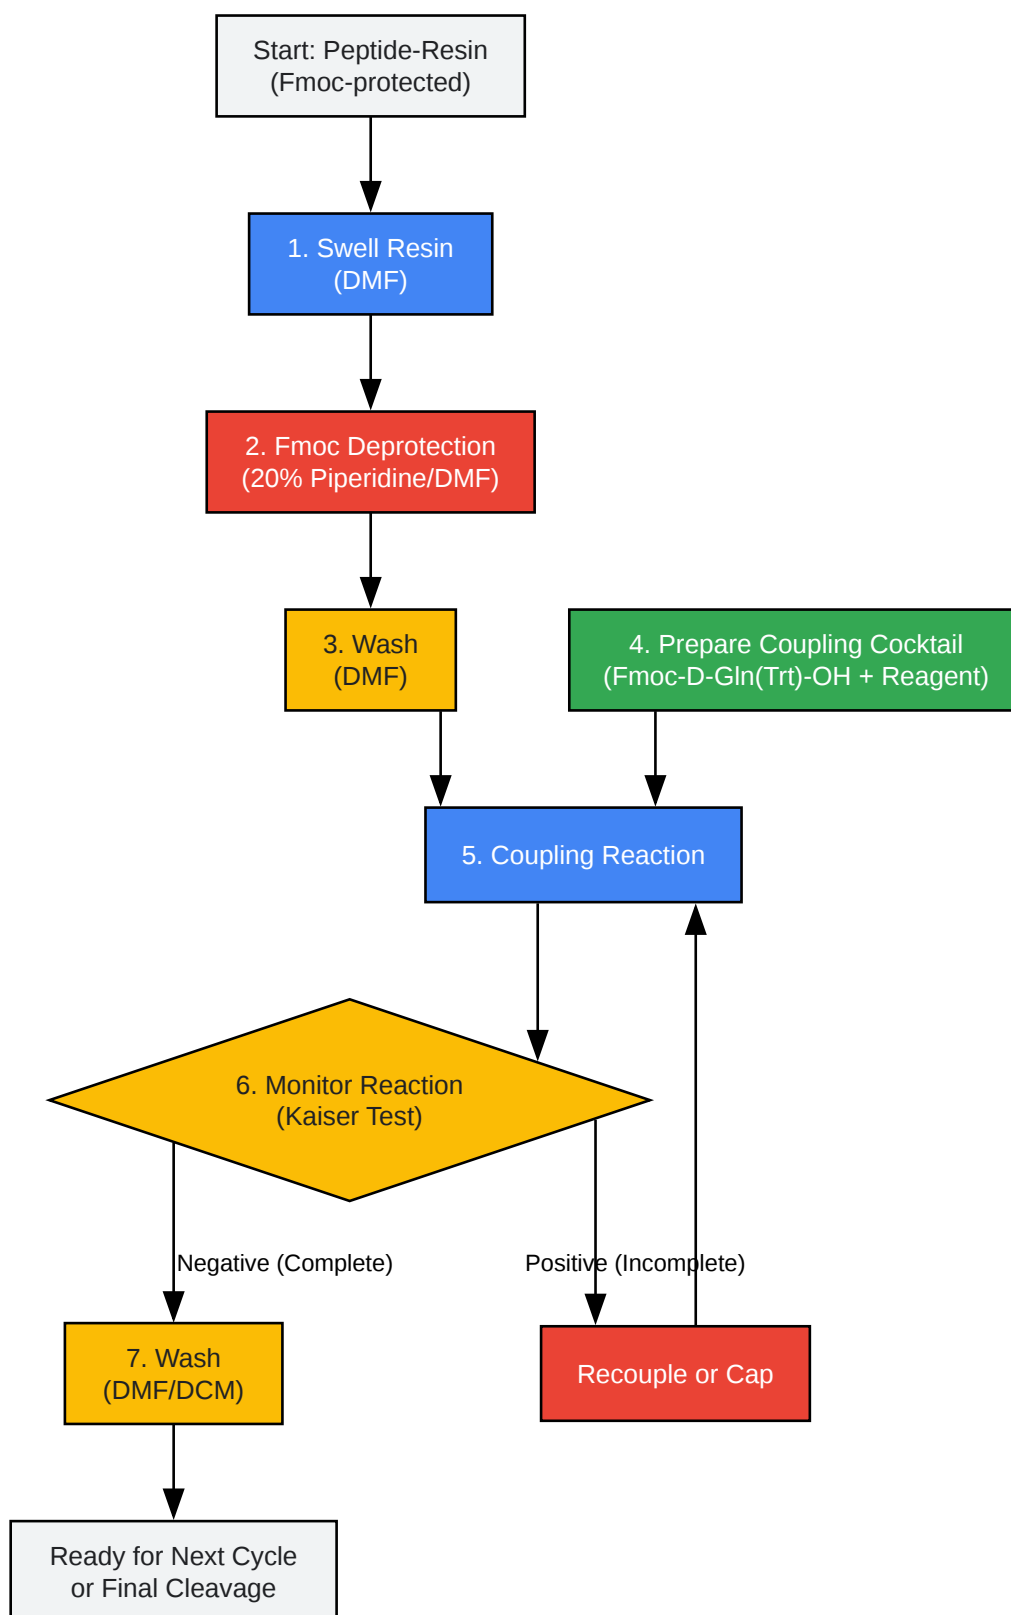 Start: Peptide-Resin
(Fmoc-protected)
1. Swell Resin
(DMF)
2. Fmoc Deprotection
(20% Piperidine/DMF)
3. Wash
(DMF)
4. Prepare Coupling Cocktail
(Fmoc-D-Gln(Trt)-OH + Reagent)
5. Coupling Reaction
6. Monitor Reaction
(Kaiser Test)
Negative (Complete)
Positive (Incomplete)
7. Wash
(DMF/DCM)
Recouple or Cap
Ready for Next Cycle
or Final Cleavage